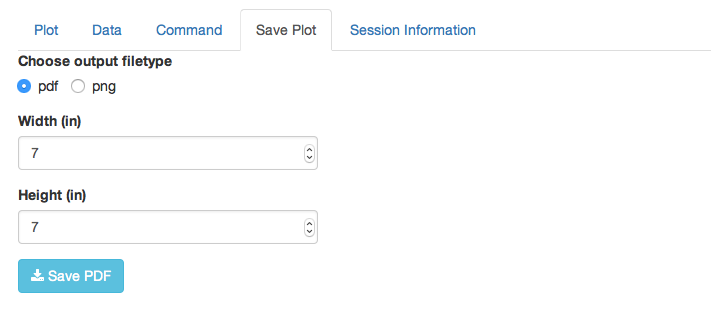 Plot Data Command Save Plot Session Information
Choose output filetype
pdf png
Width (in)
7
Height (in)
7
Save PDF